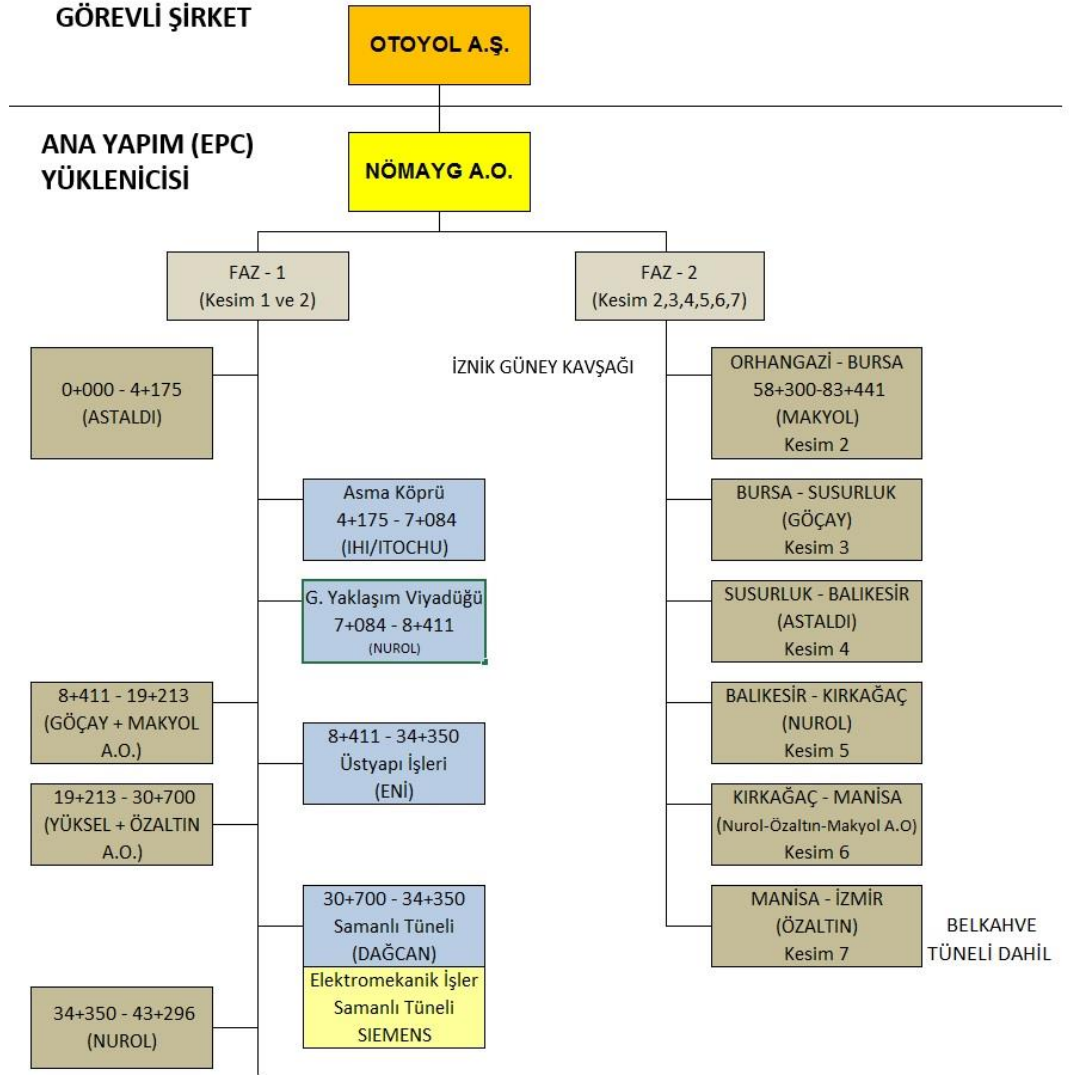 GÖREVLİ ŞİRKET
OTOYOL A.Ş.
ANA YAPIM (EPC)
YÜKLENİCİSİ
NÖMAYG A.O.
FAZ - 1
(Kesim 1 ve 2)
FAZ - 2
(Kesim 2,3,4,5,6,7)
0+000 - 4+175
(ASTALDI)
Asma Köprü
4+175 - 7+084
(IHI/ITOCHU)
G. Yaklaşım Viyadüğü
7+084 - 8+411
(NUROL)
8+411 - 19+213
(GÖÇAY + MAKYOL
A.O.)
8+411 - 34+350
Üstyapı İşleri
(ENİ)
19+213 - 30+700
(YÜKSEL + ÖZALTIN
A.O.)
30+700 - 34+350
Samanlı Tüneli
(DAĞCAN)
Elektromekanik İşler
Samanlı Tüneli
SIEMENS
34+350 - 43+296
(NUROL)
İZNİK GÜNEY KAVŞAĞI
ORHANGAZİ - BURSA
58+300-83+441
(MAKYOL)
Kesim 2
BURSA - SUSURLUK
(GÖÇAY)
Kesim 3
SUSURLUK - BALIKESİR
(ASTALDI)
Kesim 4
BALIKESİR - KIRKAĞAÇ
(NUROL)
Kesim 5
KIRKAĞAÇ - MANİSA
(Nurol-Özaltın-Makyol A.O)
Kesim 6
MANİSA - İZMİR
(ÖZALTIN)
Kesim 7
BELKAHVE
TÜNELİ DAHİL